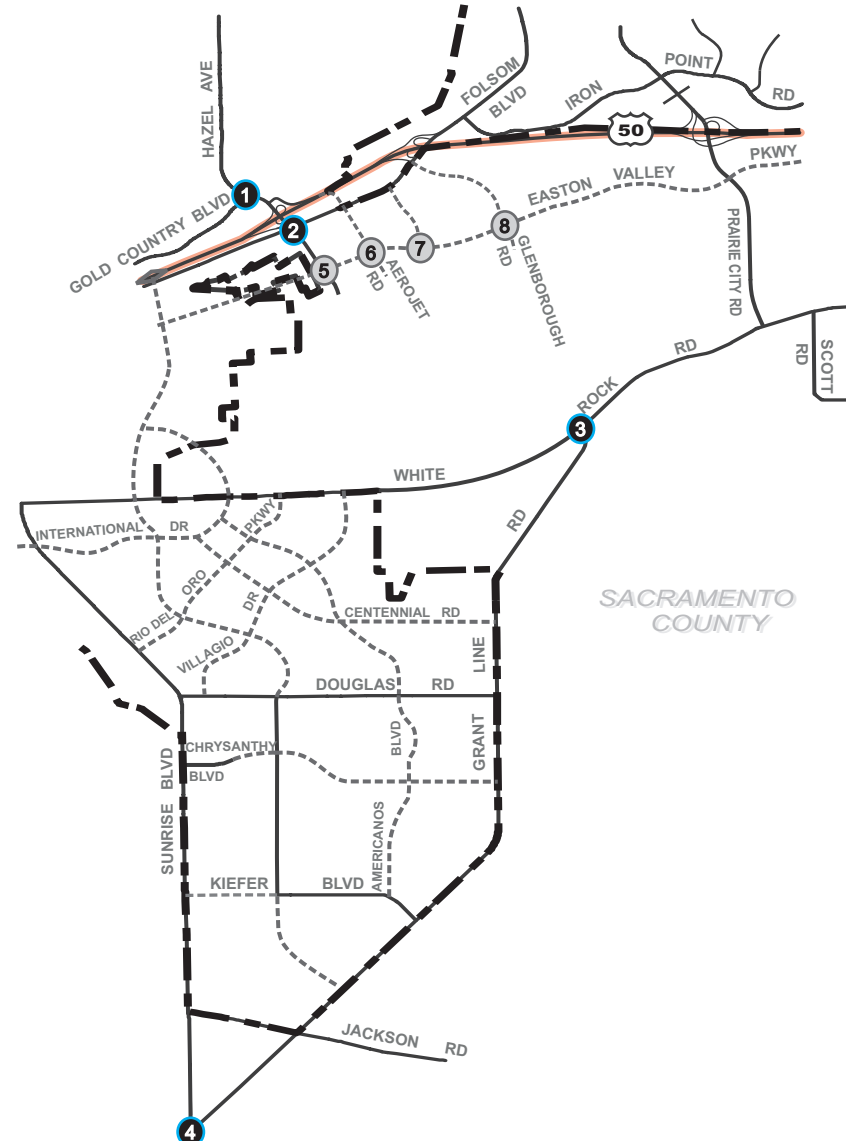 HAZEL AVE
FOLSOM
BLVD
IRON
POINT
RD
50
PKWY
VALLEY
EASTON
1
GOLD COUNTRY BLVD
2
8
7
6
5
RD
AEROJET
RD
GLENBOROUGH
PRAIRIE CITY RD
RD
SCOTT
RD
ROCK
3
WHITE
RD
INTERNATIONAL DR
PKWY
ORO
RIO DEL
DR
VILLAGIO
CENTENNIAL RD
SACRAMENTO
COUNTY
LINE
GRANT
DOUGLAS RD
BLVD
AMERICANOS
CHRYSANTHY
BLVD
SUNRISE BLVD
KIEFER BLVD
JACKSON RD
4